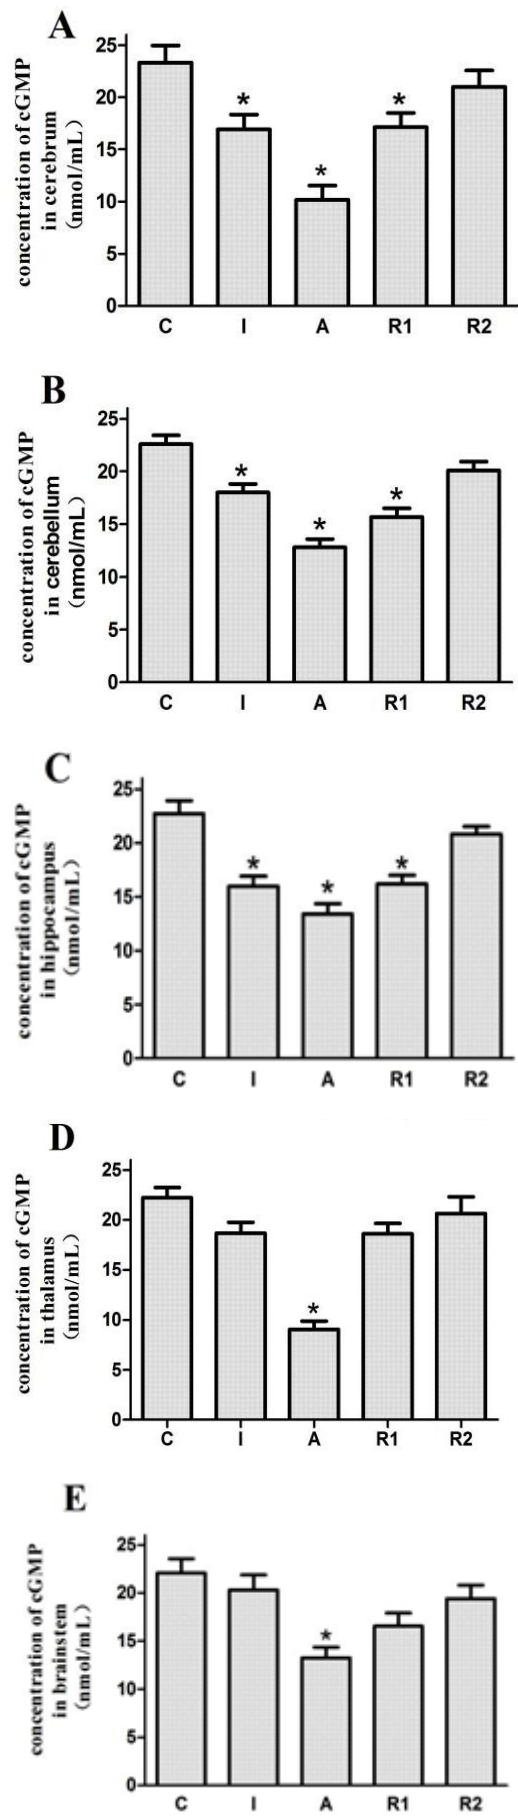 A
concentration of cGMP
in cerebrum
(nmol/mL)
25
20
15
10
5
0
* * *
C I A R1 R2
B
concentration of cGMP
in cerebellum
(nmol/mL)
25
20
15
10
5
0
* * *
C I A R1 R2
C
concentration of cGMP
in hippocampus
(nmol/mL)
25
20
15
10
5
0
* * *
C I A R1 R2
D
concentration of cGMP
in thalamus
(nmol/mL)
25
20
15
10
5
0
*
C I A R1 R2
E
concentration of cGMP
in brainstem
(nmol/mL)
25
20
15
10
5
0
*
C I A R1 R2